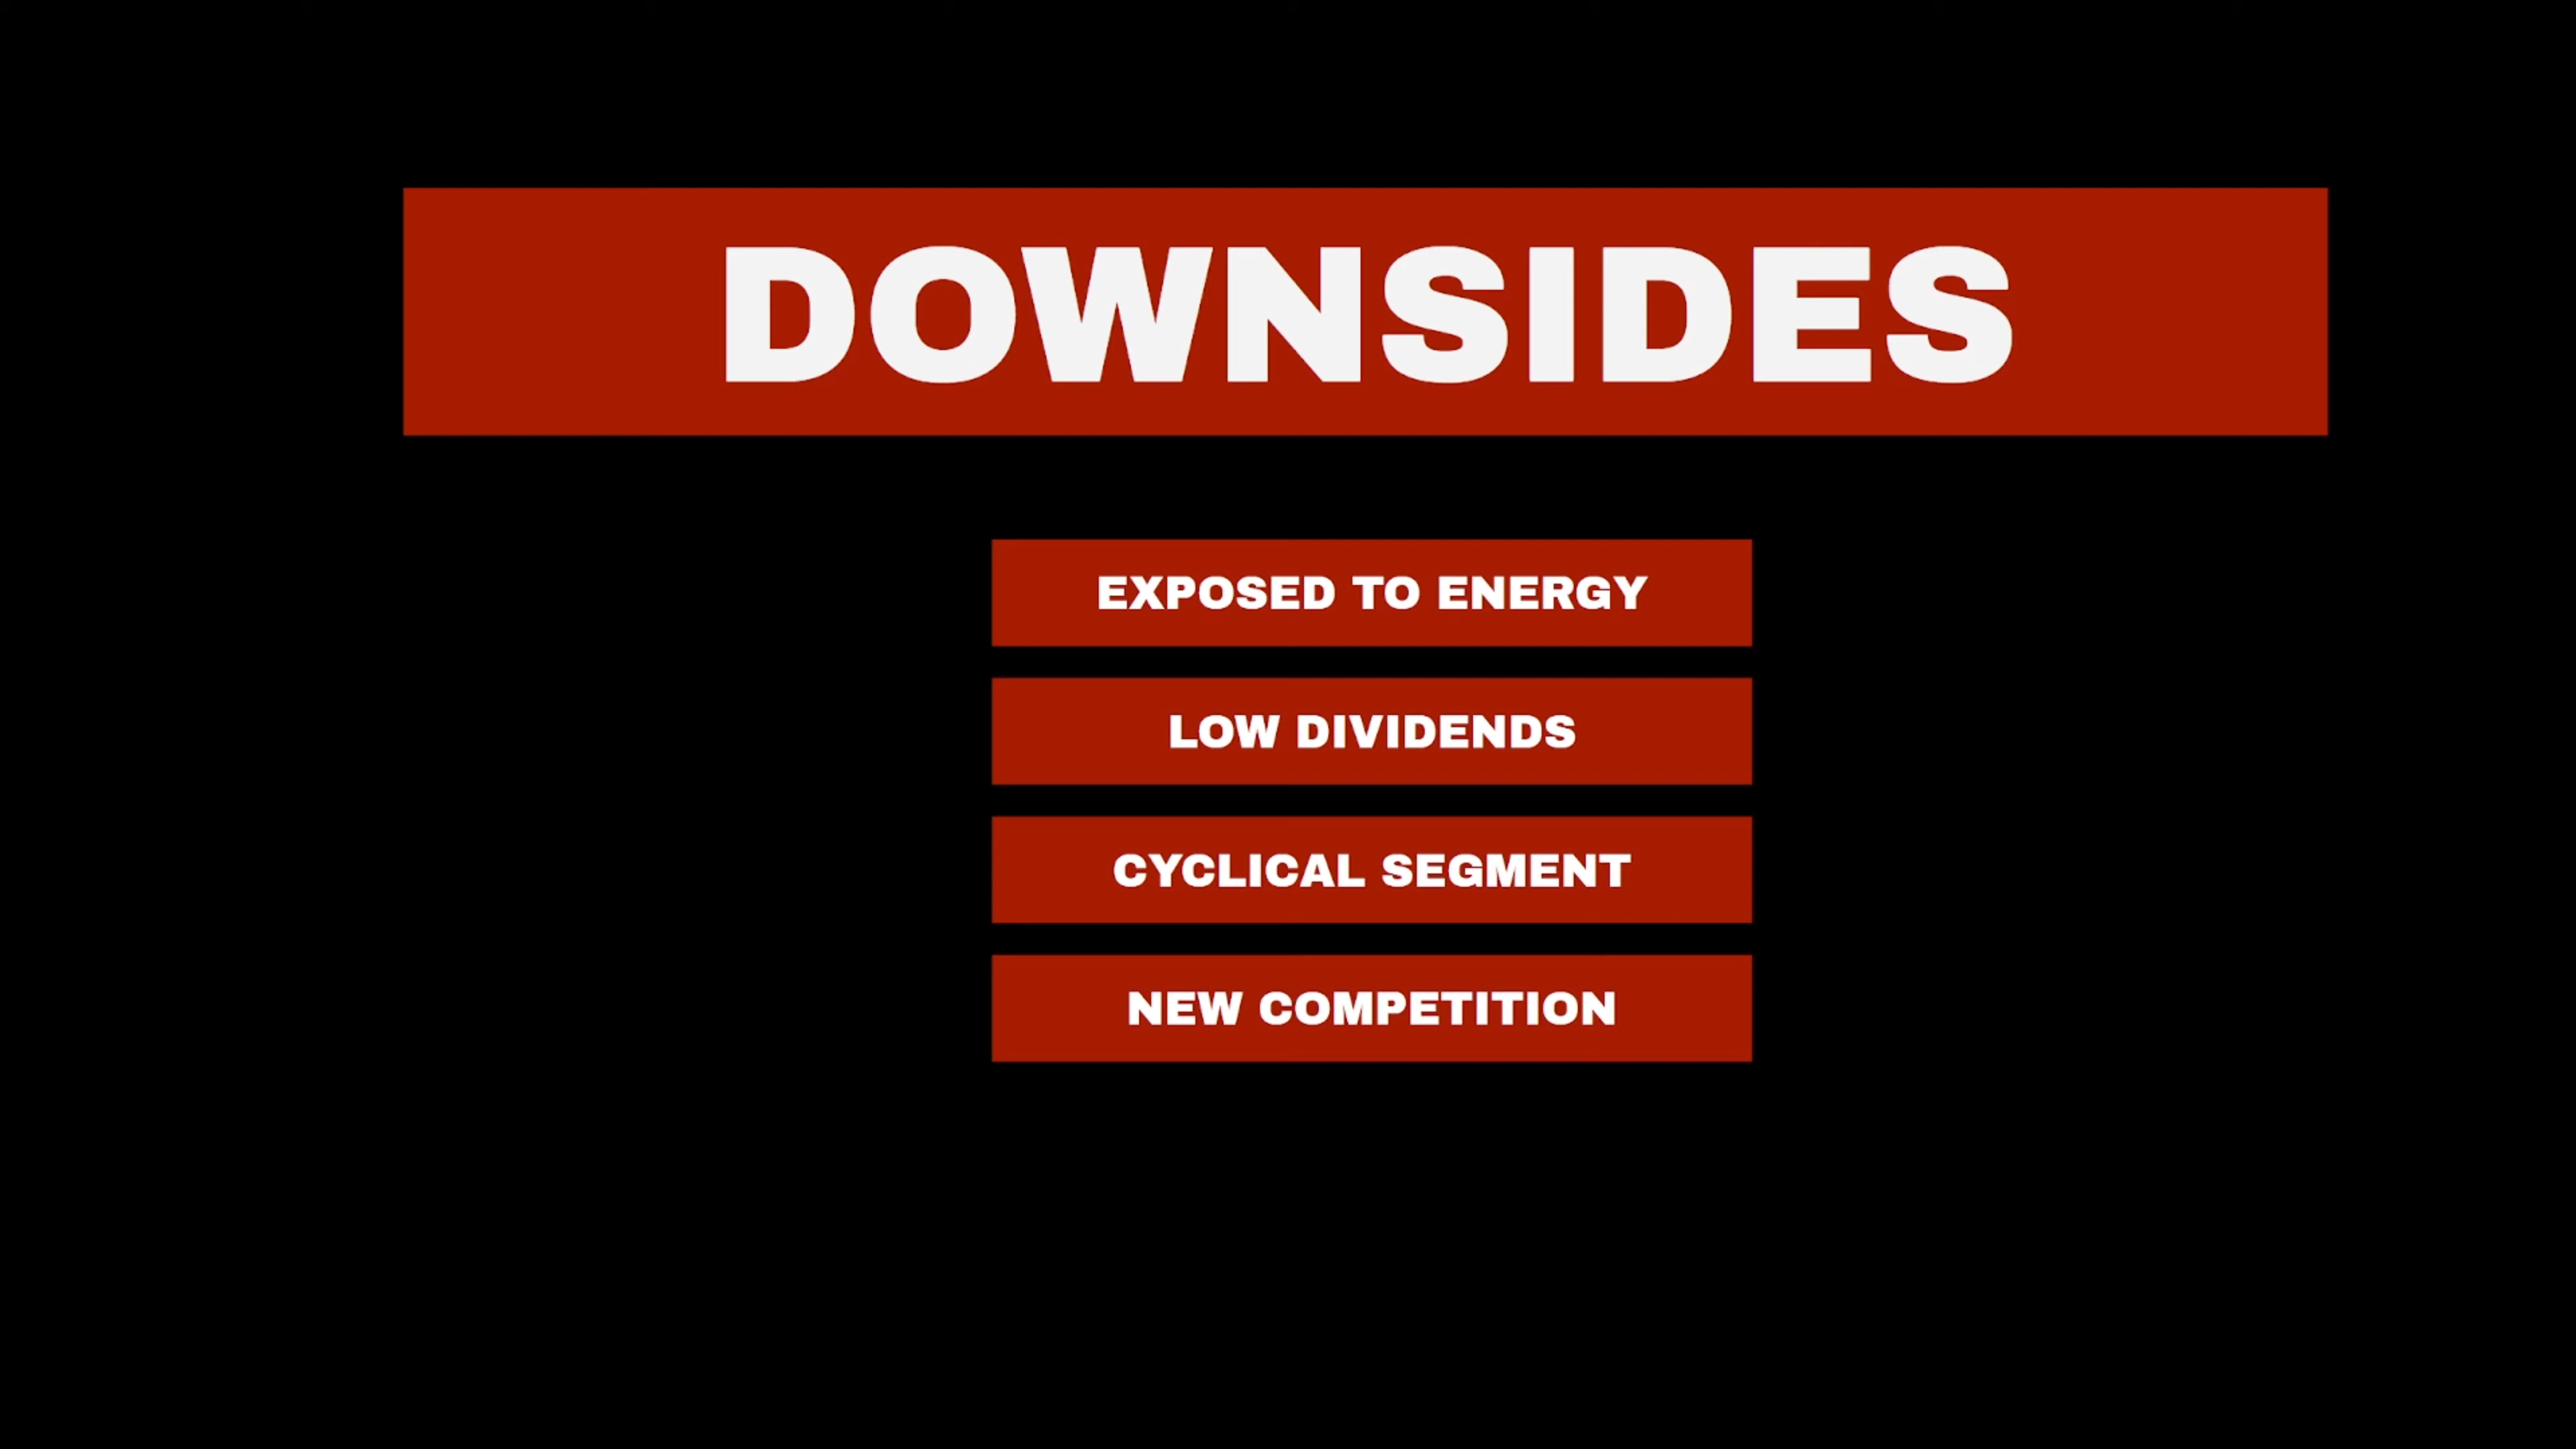 DOWNSIDES
EXPOSED TO ENERGY
LOW DIVIDENDS
CYCLICAL SEGMENT
NEW COMPETITION